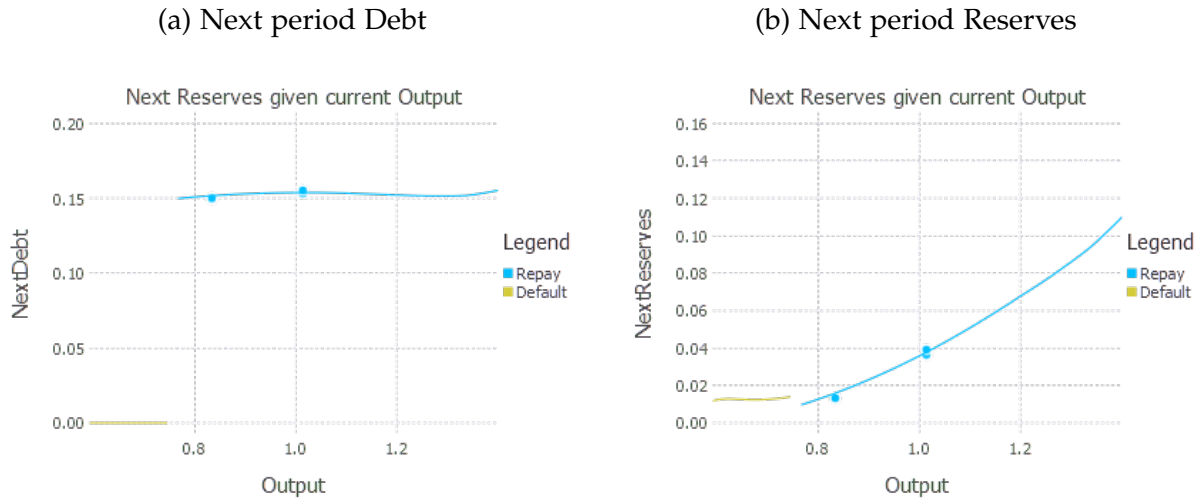 (a) Next period Debt
Next Reserves given current Output
0.20
0.15
0.10
0.05
0.00
NextDebt
0.8 1.0 1.2
Output
Legend
Repay
Default
(b) Next period Reserves
Next Reserves given current Output
0.16
0.14
0.12
0.10
0.08
0.06
0.04
0.02
0.00
NextReserves
0.8 1.0 1.2
Output
Legend
Repay
Default